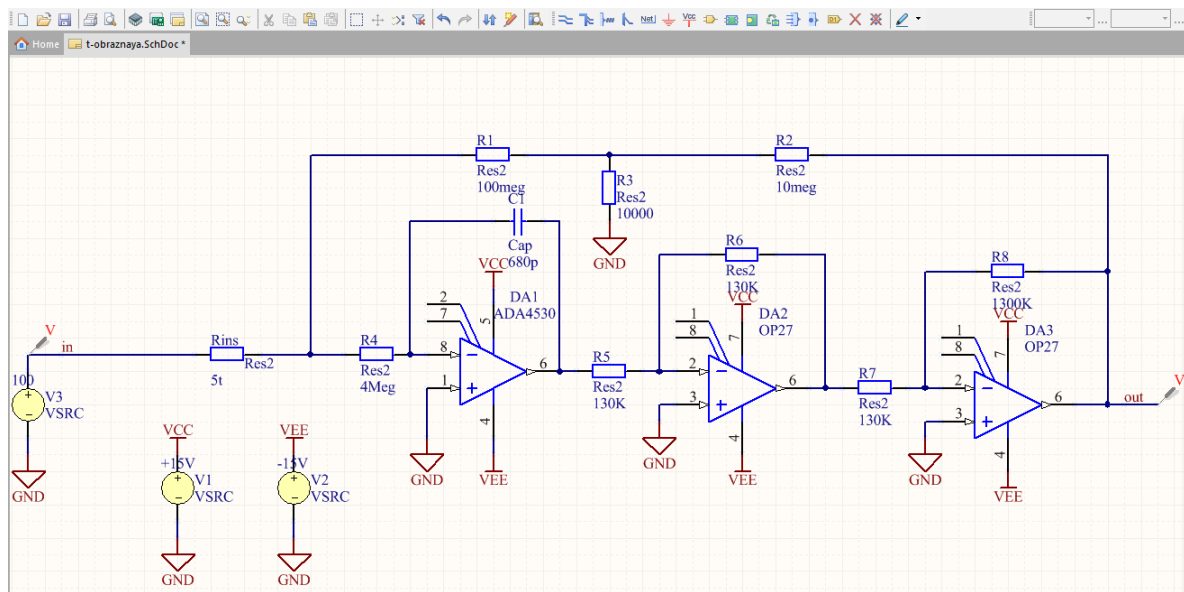 Net Vcc
Home t-obraznaya.SchDoc *
R1
Res2
100meg
R2
Res2
10meg
R3
Res2
10000
GND
C1
Cap
680p
VCC
DA1
ADA4530
2
7
5
8
1
6
4
VEE
GND
R4
Res2
4Meg
V
in
Rins
Res2
5t
100
V3
VSRC
GND
R5
Res2
130K
R6
Res2
130K
VCC
DA2
OP27
1
8
7
2
3
6
4
VEE
GND
R7
Res2
130K
R8
Res2
1300K
VCC
DA3
OP27
1
8
7
2
3
6
4
VEE
GND
out
V
VCC
+15V
V1
VSRC
GND
VEE
-15V
V2
VSRC
GND